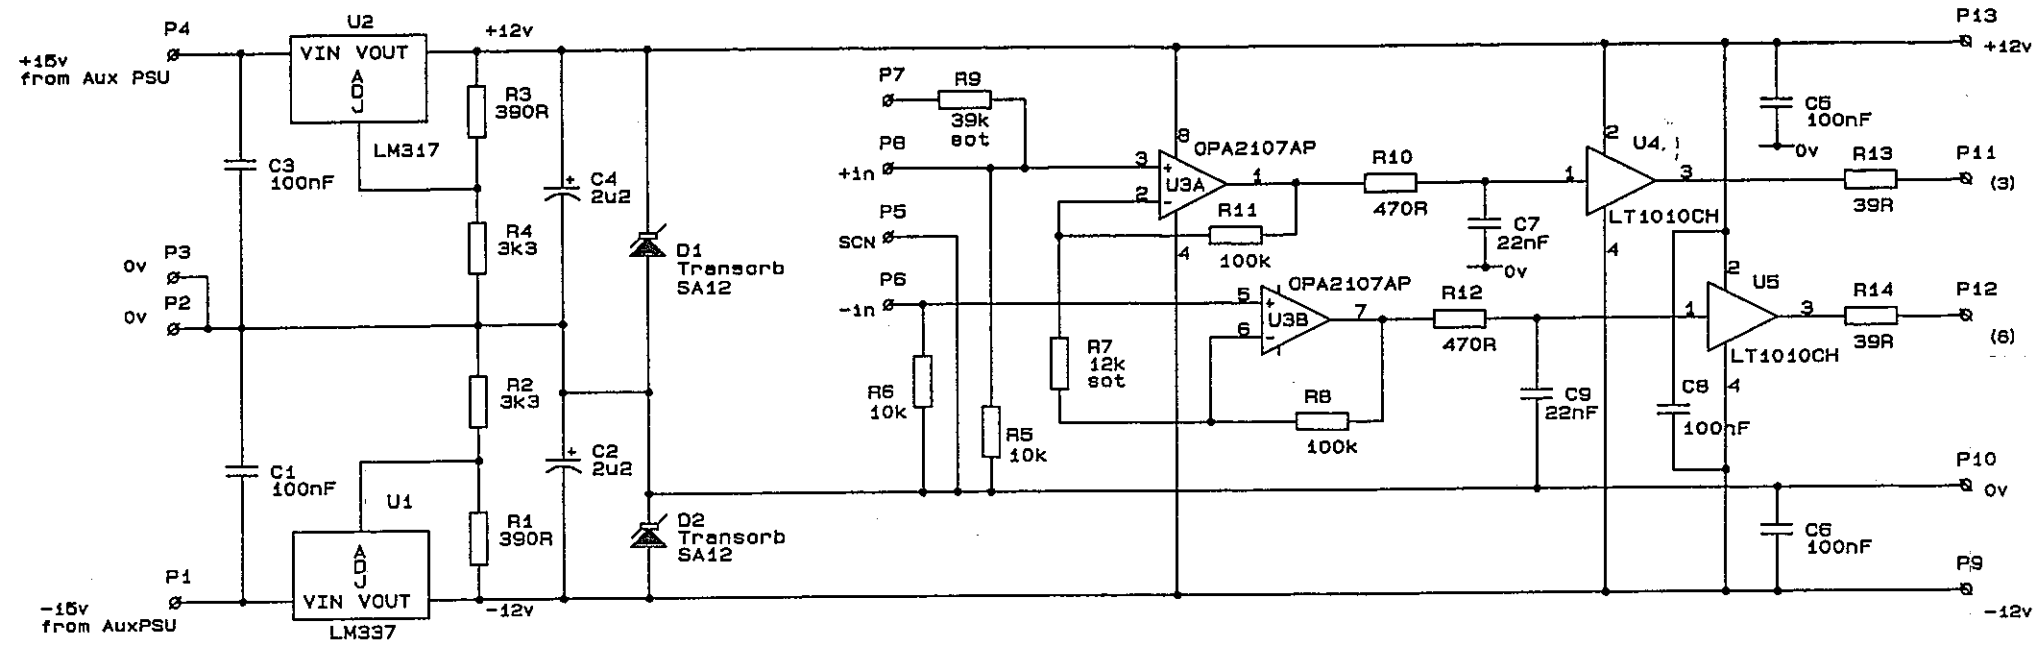 P4
+15v
from Aux PSU
U2
VIN VOUT
ADJ
LM317
+12v
R3
390R
C3
100nF
R4
3K3
C4
2u2
+
D1
Transorb
SA12
P3
0v
P2
0v
R2
3K3
C1
100nF
C2
2u2
+
U1
ADJ
VIN VOUT
LM337
R1
390R
D2
Transorb
SA12
P1
-15v
from AuxPSU
-12v
P7
R9
39k
sot
P8
+in
P5
SCN
P6
-in
R6
10k
R5
10k
OPA2107AP
U3A
3
2
8
1
4
+
-
R11
100k
R7
12k
sot
OPA2107AP
U3B
5
6
7
+
-
R8
100k
R10
470R
C7
22nF
0v
R12
470R
C9
22nF
U4
1
2
3
4
LT1010CH
U5
1
2
3
4
LT1010CH
C8
100nF
P13
+12v
C5
100nF
0v
R13
39R
P11
(3)
R14
39R
P12
(6)
P10
0v
C6
100nF
P9
-12v